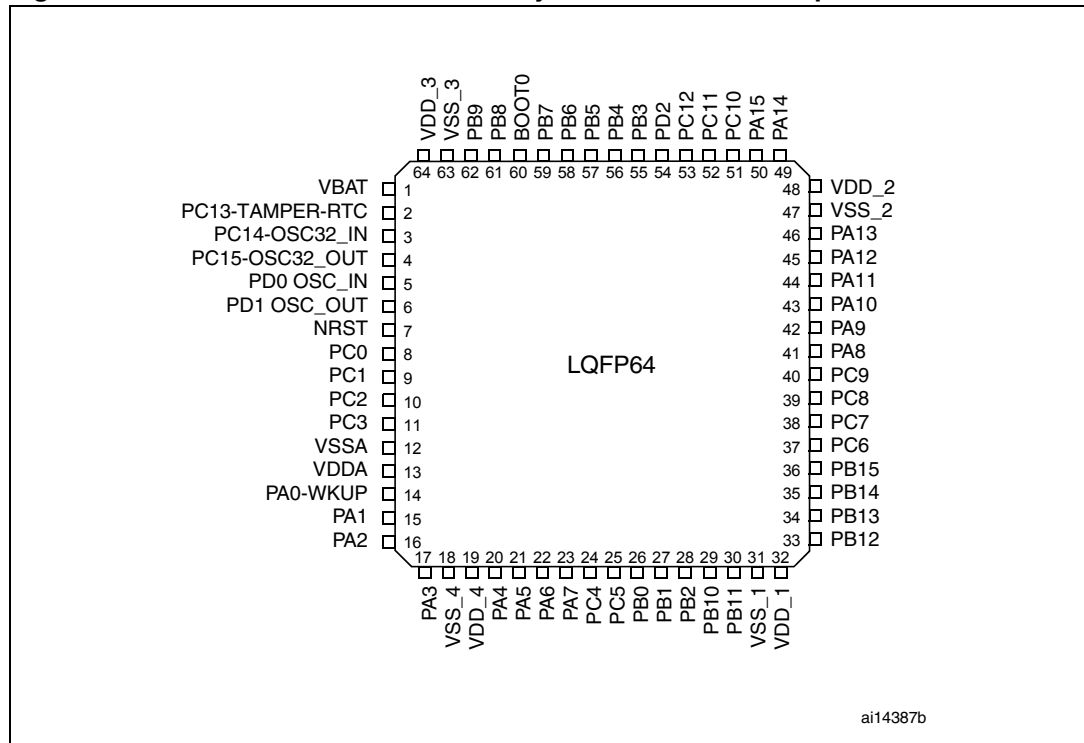 VDD_3
VSS_3
PB9
PB8
BOOT0
PB7
PB6
PB5
PB4
PB3
PD2
PC12
PC11
PC10
PA15
PA14
64 63 62 61 60 59 58 57 56 55 54 53 52 51 50 49
VBAT 1
PC13-TAMPER-RTC 2
PC14-OSC32_IN 3
PC15-OSC32_OUT 4
PD0 OSC_IN 5
PD1 OSC_OUT 6
NRST 7
PC0 8
PC1 9
PC2 10
PC3 11
VSSA 12
VDDA 13
PA0-WKUP 14
PA1 15
PA2 16
LQFP64
48 VDD_2
47 VSS_2
46 PA13
45 PA12
44 PA11
43 PA10
42 PA9
41 PA8
40 PC9
39 PC8
38 PC7
37 PC6
36 PB15
35 PB14
34 PB13
33 PB12
17 18 19 20 21 22 23 24 25 26 27 28 29 30 31 32
PA3
VSS_4
VDD_4
PA4
PA5
PA6
PA7
PC4
PC5
PB0
PB1
PB2
PB10
PB11
VSS_1
VDD_1
ai14387b